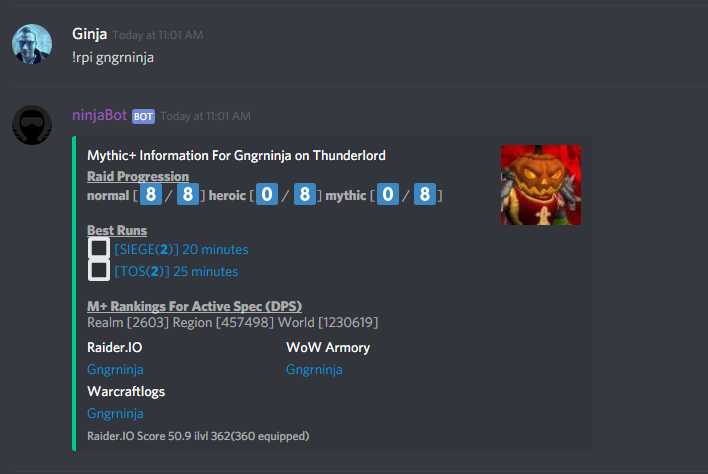 Ginja Today at 11:01 AM
!rpi gngrninja
ninjaBot BOT Today at 11:01 AM
Mythic+ Information For Gngrninja on Thunderlord
Raid Progression
normal [ 8 / 8 ] heroic [ 0 / 8 ] mythic [ 0 / 8 ]
Best Runs
[SIEGE(2)] 20 minutes
[TOS(2)] 25 minutes
M+ Rankings For Active Spec (DPS)
Realm [2603] Region [457498] World [1230619]
Raider.IO WoW Armory
Gngrninja Gngrninja
Warcraftlogs
Gngrninja
Raider.IO Score 50.9 ilvl 362(360 equipped)